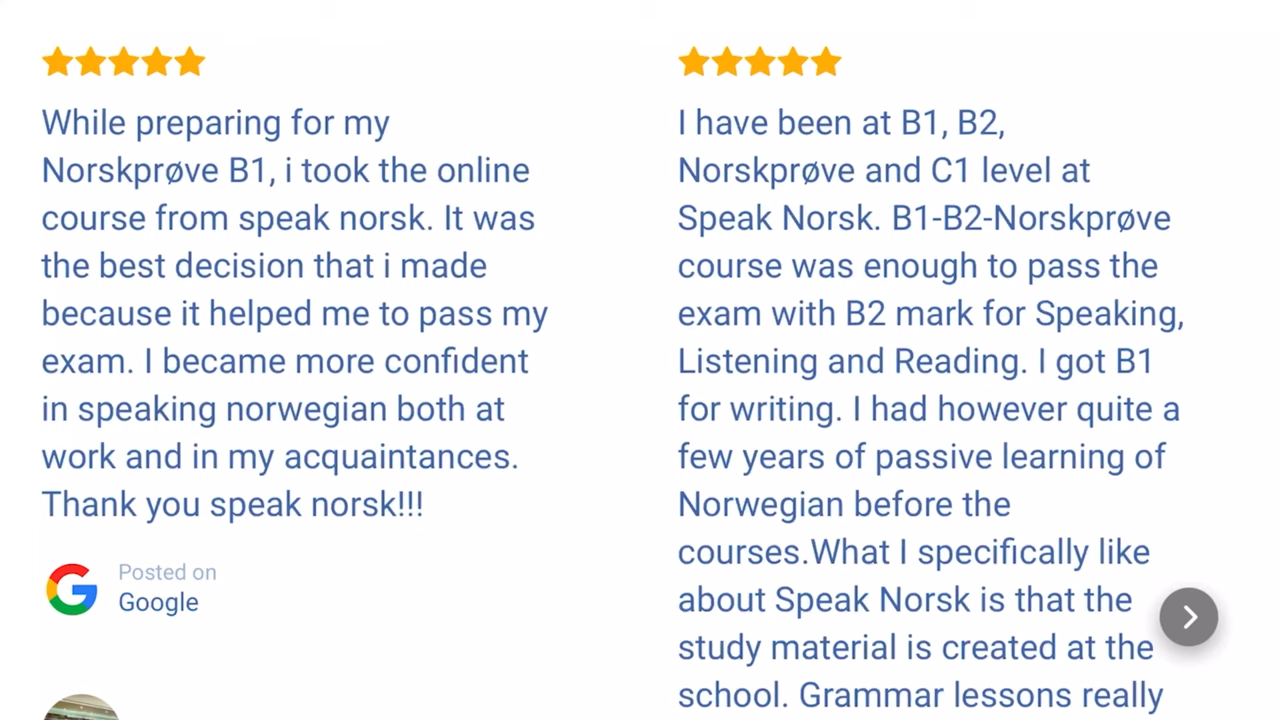 While preparing for my
Norskprøve B1, i took the online
course from speak norsk. It was
the best decision that i made
because it helped me to pass my
exam. I became more confident
in speaking norwegian both at
work and in my acquaintances.
Thank you speak norsk!!!
Posted on
Google
I have been at B1, B2,
Norskprøve and C1 level at
Speak Norsk. B1-B2-Norskprøve
course was enough to pass the
exam with B2 mark for Speaking,
Listening and Reading. I got B1
for writing. I had however quite a
few years of passive learning of
Norwegian before the
courses.What I specifically like
about Speak Norsk is that the
study material is created at the
school. Grammar lessons really